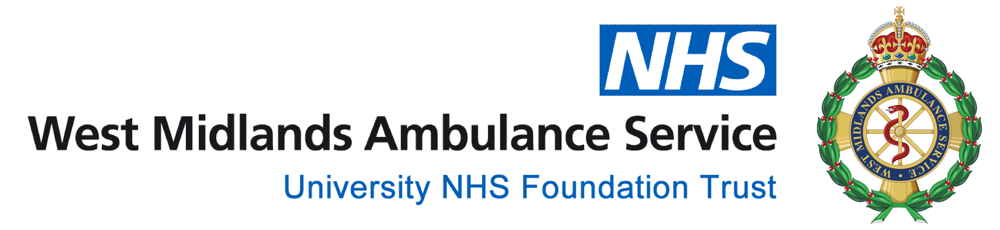 NHS
West Midlands Ambulance Service
University NHS Foundation Trust
WEST MIDLANDS AMBULANCE SERVICE •